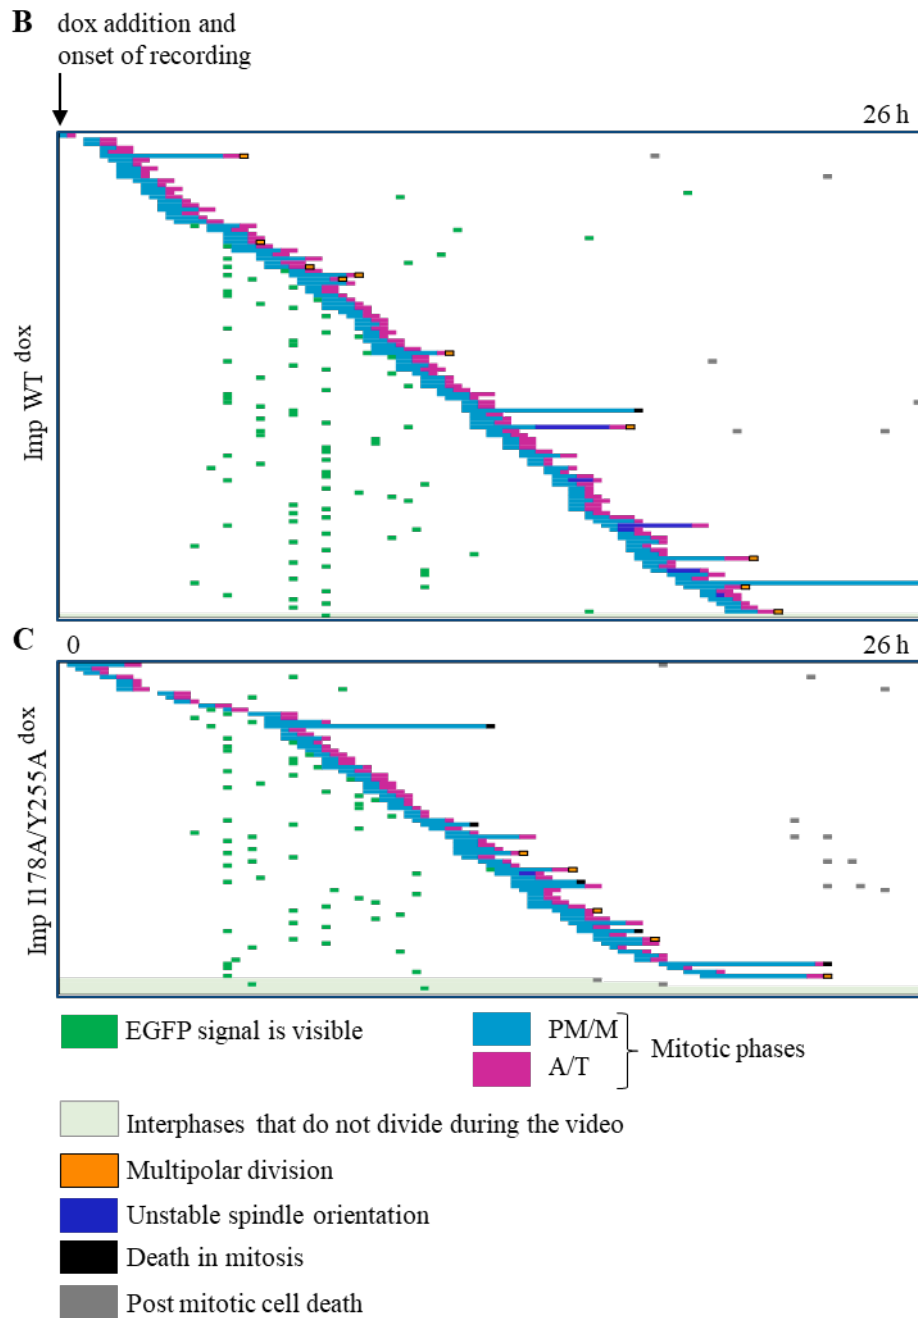 B
dox addition and
onset of recording
26 h
Imp WT dox
C
0
26 h
Imp I178A/Y255A dox
EGFP signal is visible
PM/M
A/T
Mitotic phases
Interphases that do not divide during the video
Multipolar division
Unstable spindle orientation
Death in mitosis
Post mitotic cell death